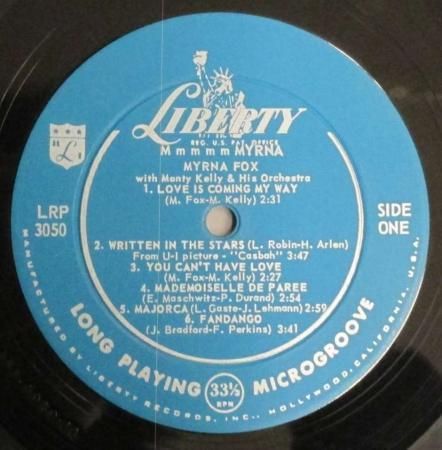 LIBERTY
REG. U.S. PAT. OFFICE
"L"
M m m m m MYRNA
MYRNA FOX
with Monty Kelly & His Orchestra
1. LOVE IS COMING MY WAY
(M. Fox-M. Kelly) 2:31
LRP
3050
SIDE
ONE
2. WRITTEN IN THE STARS (L. Robin-H. Arlen)
From U-I picture - "Casbah" 3:47
3. YOU CAN'T HAVE LOVE
(M. Fox-M. Kelly) 2:27
4. MADEMOISELLE DE PAREE
(E. Maschwitz-P. Durand) 2:54
5. MAJORCA (L. Gaste-J. Lehmann) 2:59
6. FANDANGO
(J. Bradford-F. Perkins) 3:41
LONG PLAYING 33⅓ RPM MICROGROOVE
MANUFACTURED BY LIBERTY RECORDS, INC., HOLLYWOOD, CALIFORNIA, U.S.A.